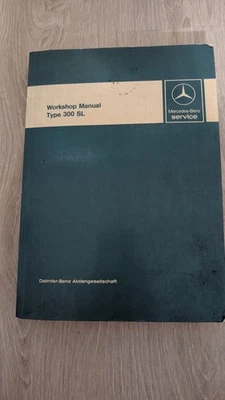 Workshop Manual
Type 300 SL
Mercedes-Benz
service
Daimler-Benz Aktiengesellschaft